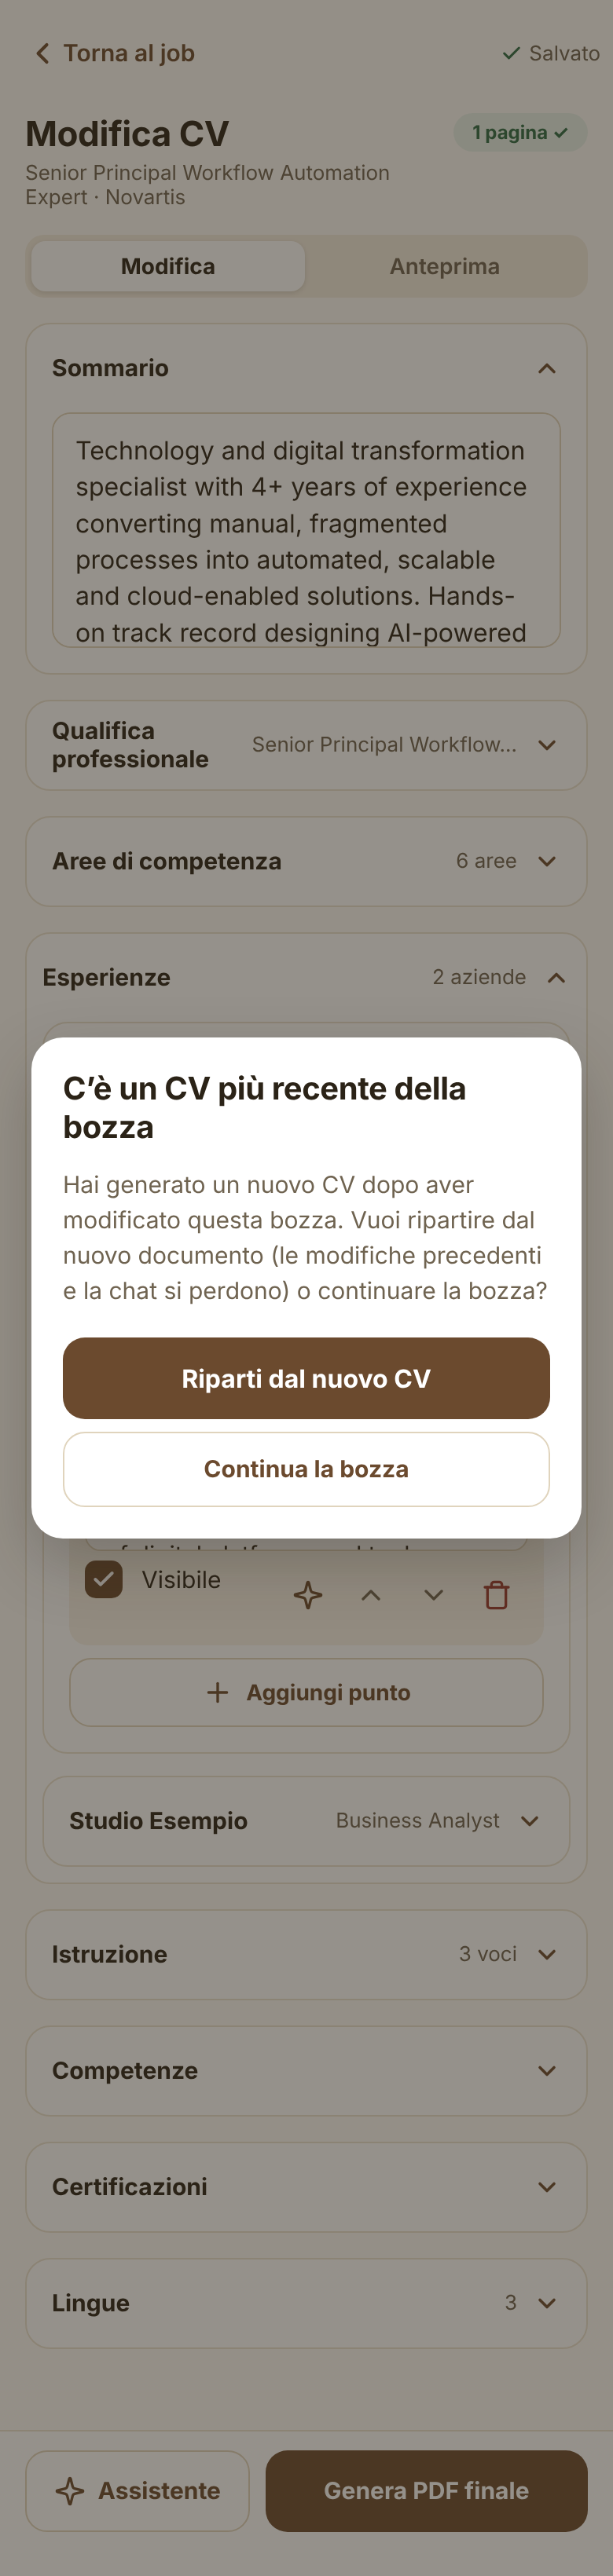 Torna al job
Salvato
Modifica CV
1 pagina ✓
Senior Principal Workflow Automation
Expert · Novartis
Modifica
Anteprima
Sommario
Technology and digital transformation
specialist with 4+ years of experience
converting manual, fragmented
processes into automated, scalable
and cloud-enabled solutions. Hands-
on track record designing AI-powered
Qualifica
professionale
Senior Principal Workflow...
Aree di competenza
6 aree
Esperienze
2 aziende
C’è un CV più recente della
bozza
Hai generato un nuovo CV dopo aver
modificato questa bozza. Vuoi ripartire dal
nuovo documento (le modifiche precedenti
e la chat si perdono) o continuare la bozza?
Riparti dal nuovo CV
Continua la bozza
Visibile
Aggiungi punto
Studio Esempio
Business Analyst
Istruzione
3 voci
Competenze
Certificazioni
Lingue
3
Assistente
Genera PDF finale